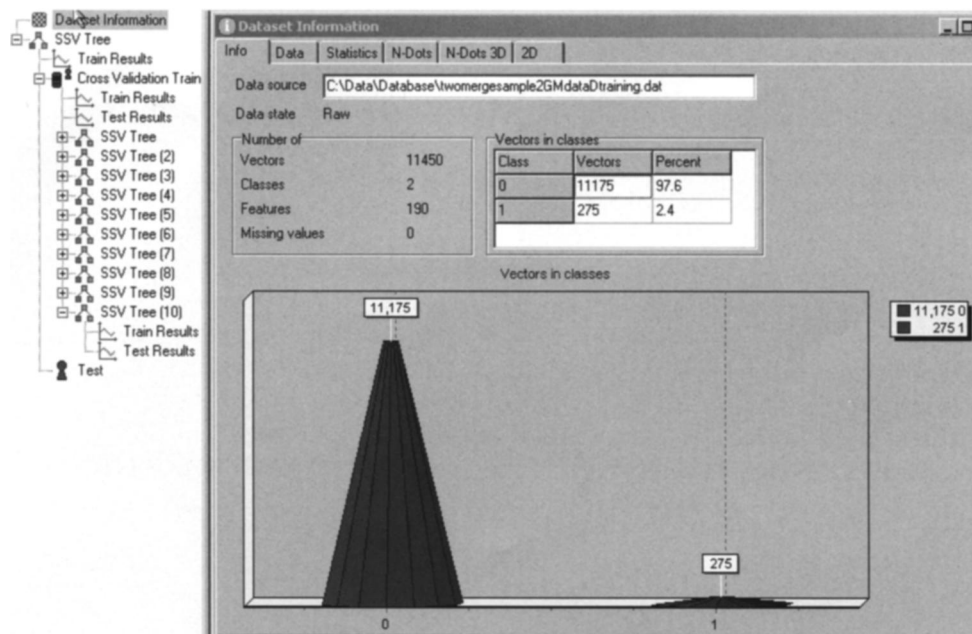 Dataset Information
SSV Tree
Train Results
Cross Validation Train
Train Results
Test Results
SSV Tree
SSV Tree (2)
SSV Tree (3)
SSV Tree (4)
SSV Tree (5)
SSV Tree (6)
SSV Tree (7)
SSV Tree (8)
SSV Tree (9)
SSV Tree (10)
Train Results
Test Results
Test
Dataset Information
Info Data Statistics N-Dots N-Dots 3D 2D
Data source C:\Data\Database\twomergesample2GMdataDtraining.dat
Data state Raw
Number of
Vectors 11450
Classes 2
Features 190
Missing values 0
Vectors in classes
Class Vectors Percent
0 11175 97.6
1 275 2.4
Vectors in classes
11,175
275
11,175 0
275 1
0 1